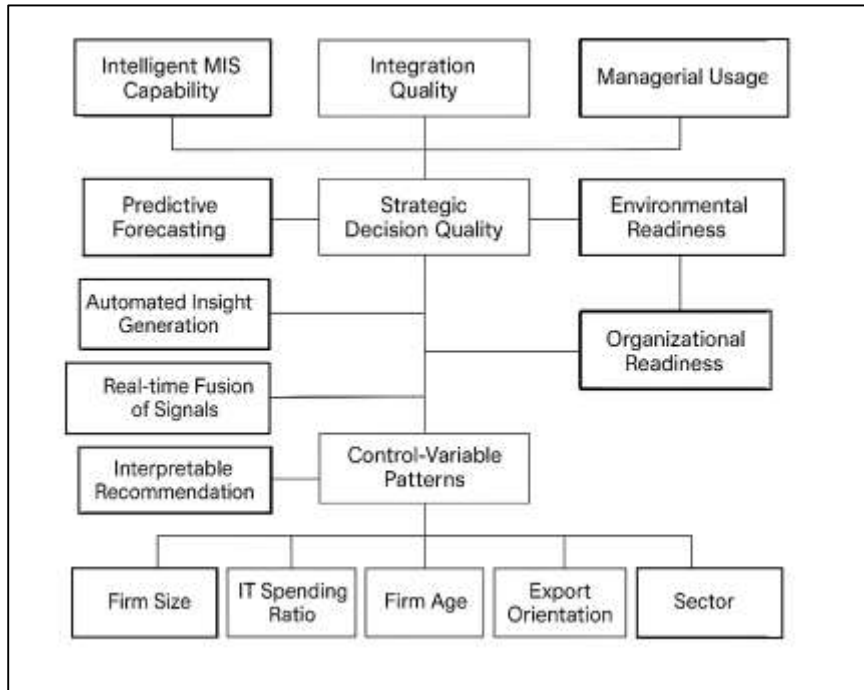 Intelligent MIS
Capability
Integration
Quality
Managerial Usage
Predictive
Forecasting
Strategic
Decision Quality
Environmental
Readiness
Automated Insight
Generation
Organizational
Readiness
Real-time Fusion
of Signals
Interpretable
Recommendation
Control-Variable
Patterns
Firm Size
IT Spending
Ratio
Firm Age
Export
Orientation
Sector